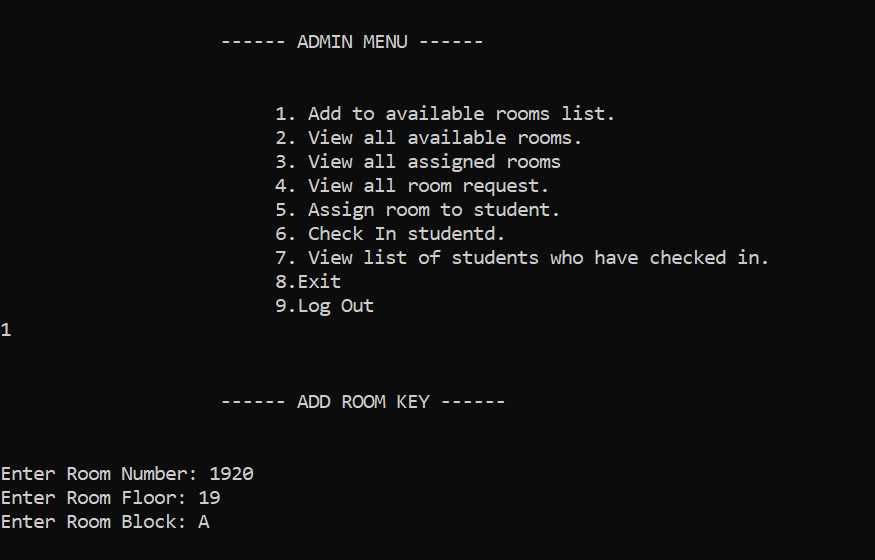 ------ ADMIN MENU ------
1. Add to available rooms list.
2. View all available rooms.
3. View all assigned rooms
4. View all room request.
5. Assign room to student.
6. Check In studentd.
7. View list of students who have checked in.
8.Exit
9.Log Out
1
------ ADD ROOM KEY ------
Enter Room Number: 1920
Enter Room Floor: 19
Enter Room Block: A